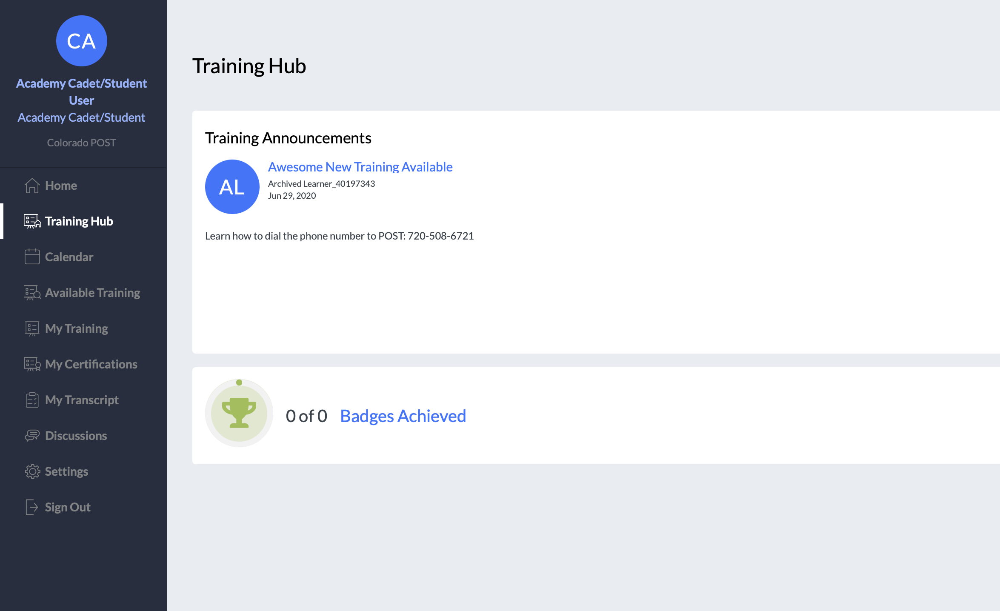 CA
Academy Cadet/Student
User
Academy Cadet/Student
Colorado POST
Home
Training Hub
Calendar
Available Training
My Training
My Certifications
My Transcript
Discussions
Settings
Sign Out
Training Hub
Training Announcements
AL
Awesome New Training Available
Archived Learner_40197343
Jun 29, 2020
Learn how to dial the phone number to POST: 720-508-6721
0 of 0 Badges Achieved